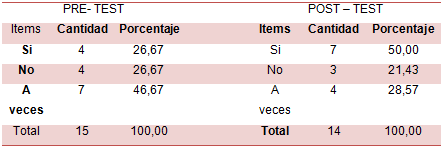 PRE- TEST POST – TEST
Items Cantidad Porcentaje Items Cantidad Porcentaje
Si 4 26,67 Si 7 50,00
No 4 26,67 No 3 21,43
A 7 46,67 A 4 28,57
veces veces
Total 15 100,00 Total 14 100,00